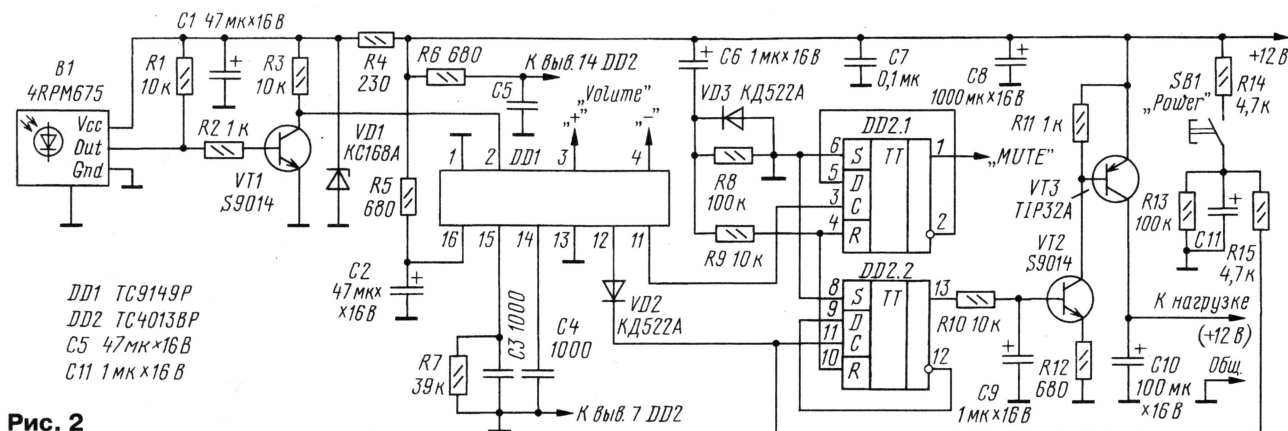 C1 47мк×16В
B1
4RPM675
R1
10к
R3
10к
R4
230
R6 680
К выв. 14 DD2
C5
C6 1мк×16В
C7
0,1мк
C8
1000мк×16В
+12В
R14
4,7к
SB1
„Power”
Vcc
Out
Gnd
R2 1к
VT1
S9014
VD1
КС168А
R5
680
„Volume”
„+”
„–”
1
2
DD1
3
4
VD3 КД522А
R8
100к
R9 10к
DD2.1
6
S
TT
1
„MUTE”
5
D
3
C
4
R
2
R11 1к
VT3
TIP32A
R13
100к
C11
R15
4,7к
16
15
14
13
12
11
C2
47мк×
×16В
C3 1000
C4
1000
VD2
КД522А
DD2.2
8
S
TT
13
9
D
11
C
10
R
12
R10 10к
VT2
S9014
К нагрузке
(+12В)
Общ.
C9
1мк×16В
R12
680
C10
100мк
×16В
DD1 TC9149P
DD2 TC4013BP
C5 47мк×16В
C11 1мк×16В
R7
39к
К выв. 7 DD2
Рис. 2